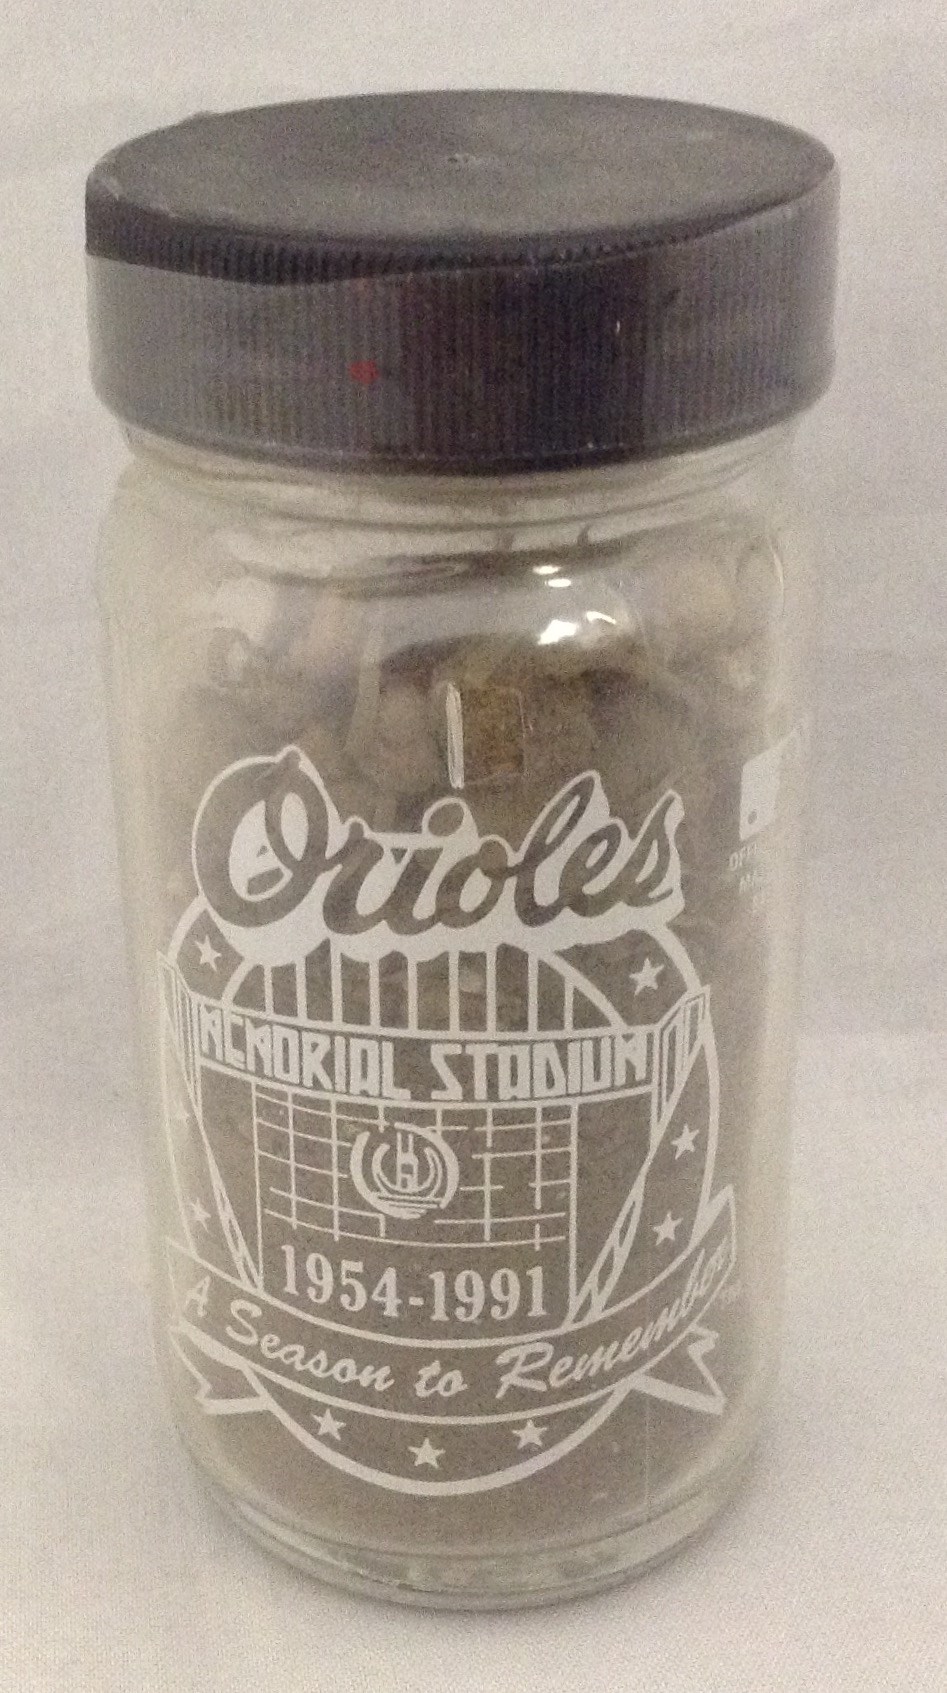 Orioles
MEMORIAL STADIUM
1954-1991
A Season to Remember